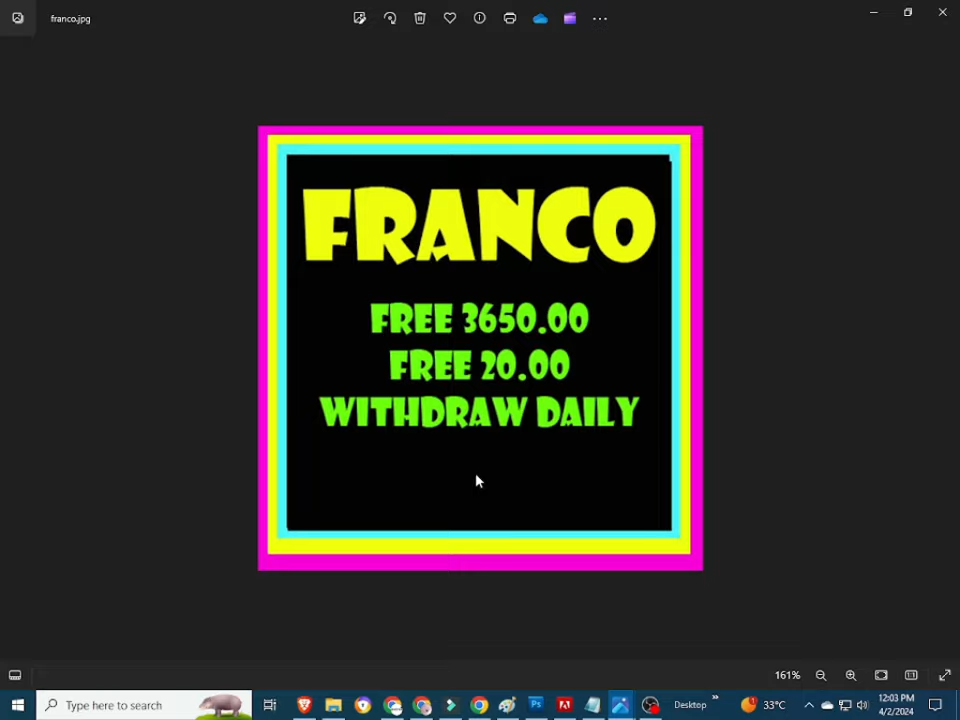 franco.jpg
FRANCO
FREE 3650.00
FREE 20.00
WITHDRAW DAILY
161%
Type here to search
Desktop
33°C
12:03 PM
4/2/2024